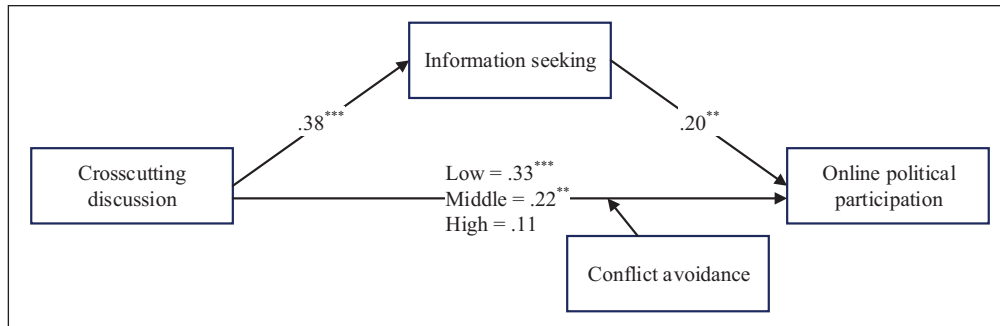 Information seeking
.38***
.20**
Crosscutting
discussion
Low = .33***
Middle = .22**
High = .11
Online political
participation
Conflict avoidance